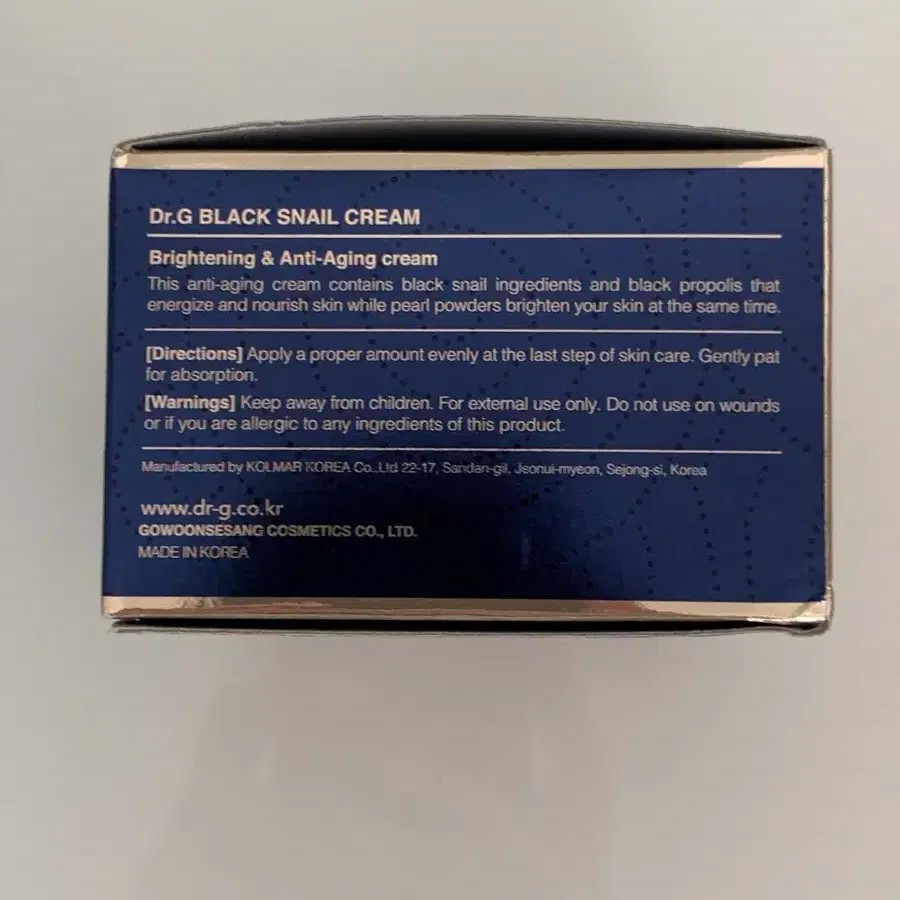 Dr.G BLACK SNAIL CREAM
Brightening & Anti-Aging cream
This anti-aging cream contains black snail ingredients and black propolis that
energize and nourish skin while pearl powders brighten your skin at the same time.
[Directions] Apply a proper amount evenly at the last step of skin care. Gently pat
for absorption.
[Warnings] Keep away from children. For external use only. Do not use on wounds
or if you are allergic to any ingredients of this product.
Manufactured by KOLMAR KOREA Co.,Ltd 22-17, Sandan-gil, Jeonui-myeon, Sejong-si, Korea
www.dr-g.co.kr
GOWOONSESANG COSMETICS CO., LTD.
MADE IN KOREA